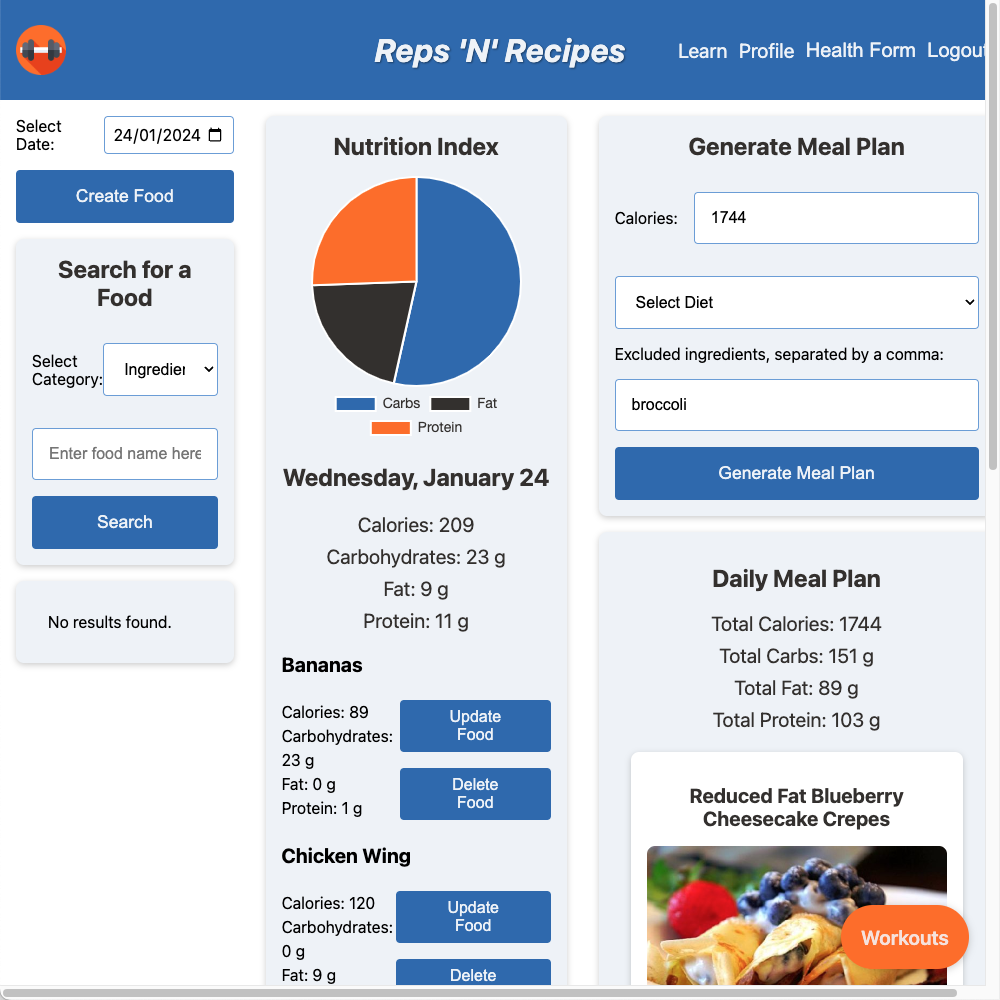 Reps 'N' Recipes
Learn Profile Health Form Logout
Select
Date:
24/01/2024
Create Food
Search for a
Food
Select
Category:
Ingredier
Enter food name here
Search
No results found.
Nutrition Index
Carbs Fat
Protein
Wednesday, January 24
Calories: 209
Carbohydrates: 23 g
Fat: 9 g
Protein: 11 g
Bananas
Calories: 89
Carbohydrates:
23 g
Fat: 0 g
Protein: 1 g
Update
Food
Delete
Food
Chicken Wing
Calories: 120
Carbohydrates:
0 g
Fat: 9 g
Update
Food
Delete
Generate Meal Plan
Calories:
1744
Select Diet
Excluded ingredients, separated by a comma:
broccoli
Generate Meal Plan
Daily Meal Plan
Total Calories: 1744
Total Carbs: 151 g
Total Fat: 89 g
Total Protein: 103 g
Reduced Fat Blueberry
Cheesecake Crepes
Workouts